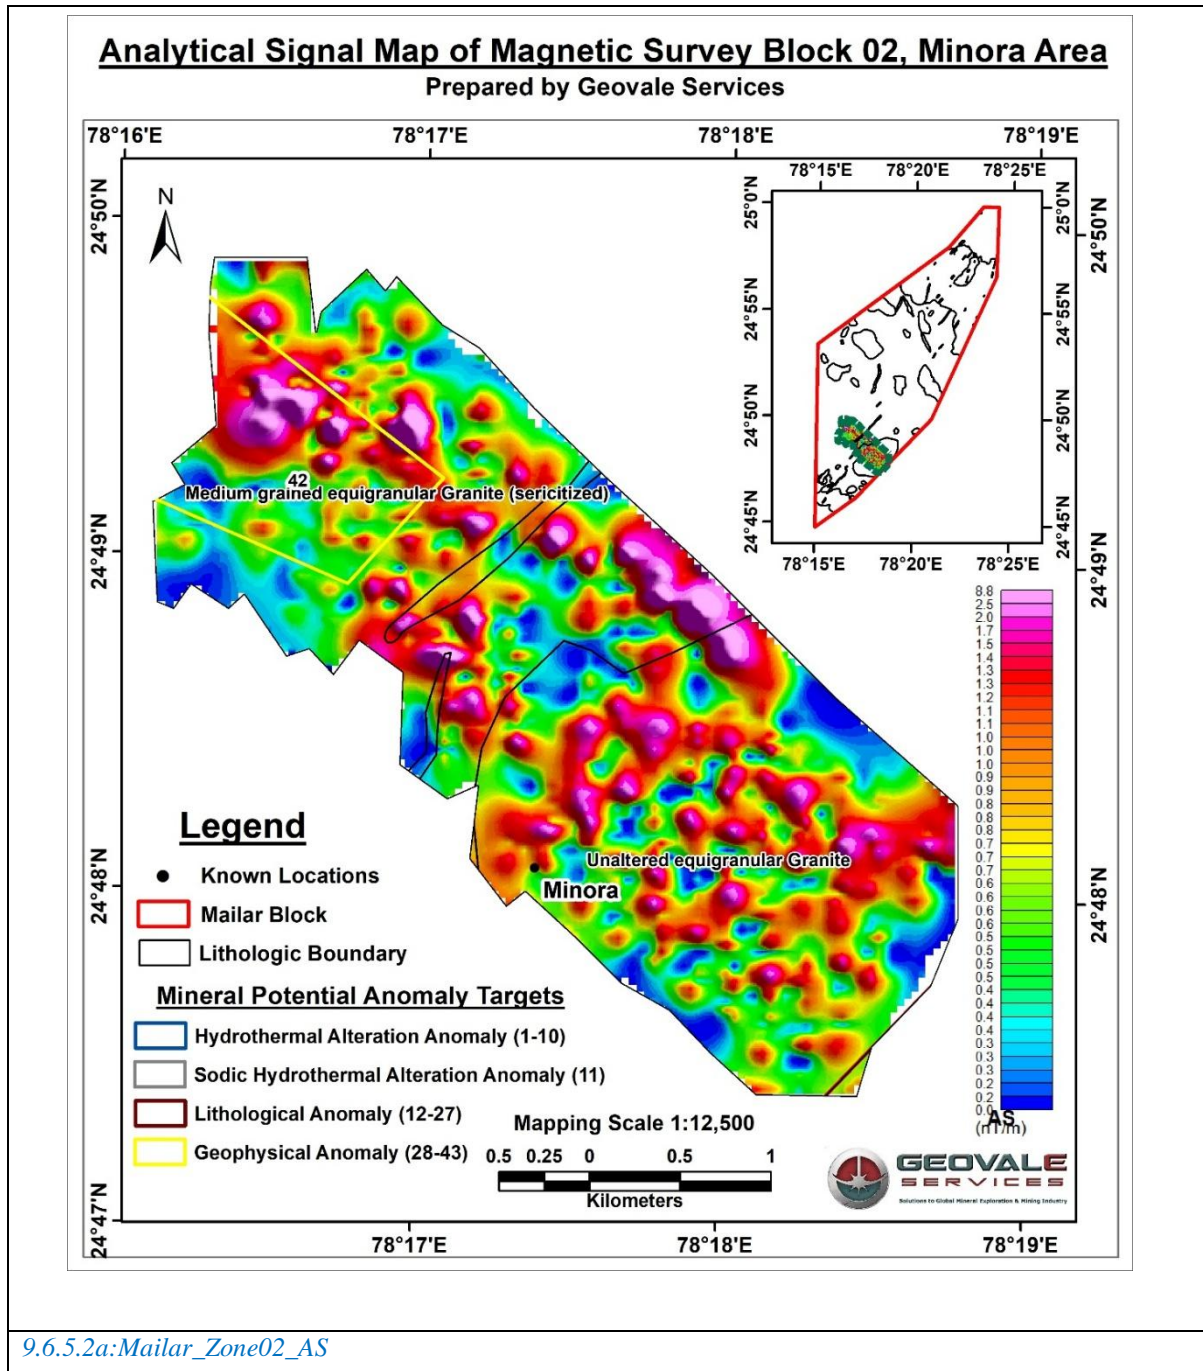 Analytical Signal Map of Magnetic Survey Block 02, Minora Area
Prepared by Geovale Services
78°16'E 78°17'E 78°18'E 78°19'E
24°50'N
24°49'N
24°48'N
24°47'N
N
78°15'E 78°20'E 78°25'E
25°0'N
24°55'N
24°50'N
24°45'N
25°0'N
24°55'N
24°50'N
24°45'N
78°15'E 78°20'E 78°25'E
24°50'N
24°49'N
24°48'N
42
Medium grained equigranular Granite (sericitized)
Unaltered equigranular Granite
Minora
8.8
2.5
2.0
1.7
1.5
1.4
1.3
1.3
1.2
1.1
1.1
1.0
1.0
1.0
0.9
0.9
0.8
0.8
0.8
0.7
0.7
0.7
0.6
0.6
0.6
0.5
0.5
0.5
0.4
0.4
0.4
0.4
0.3
0.3
0.3
0.2
0.2
0.0
AS
(nT/m)
Legend
Known Locations
Mailar Block
Lithologic Boundary
Mineral Potential Anomaly Targets
Hydrothermal Alteration Anomaly (1-10)
Sodic Hydrothermal Alteration Anomaly (11)
Lithological Anomaly (12-27)
Geophysical Anomaly (28-43)
Mapping Scale 1:12,500
0.5 0.25 0 0.5 1
Kilometers
GEOVALE
SERVICES
Solutions to Global Mineral Exploration & Mining Industry
78°17'E 78°18'E 78°19'E
9.6.5.2a:Mailar_Zone02_AS